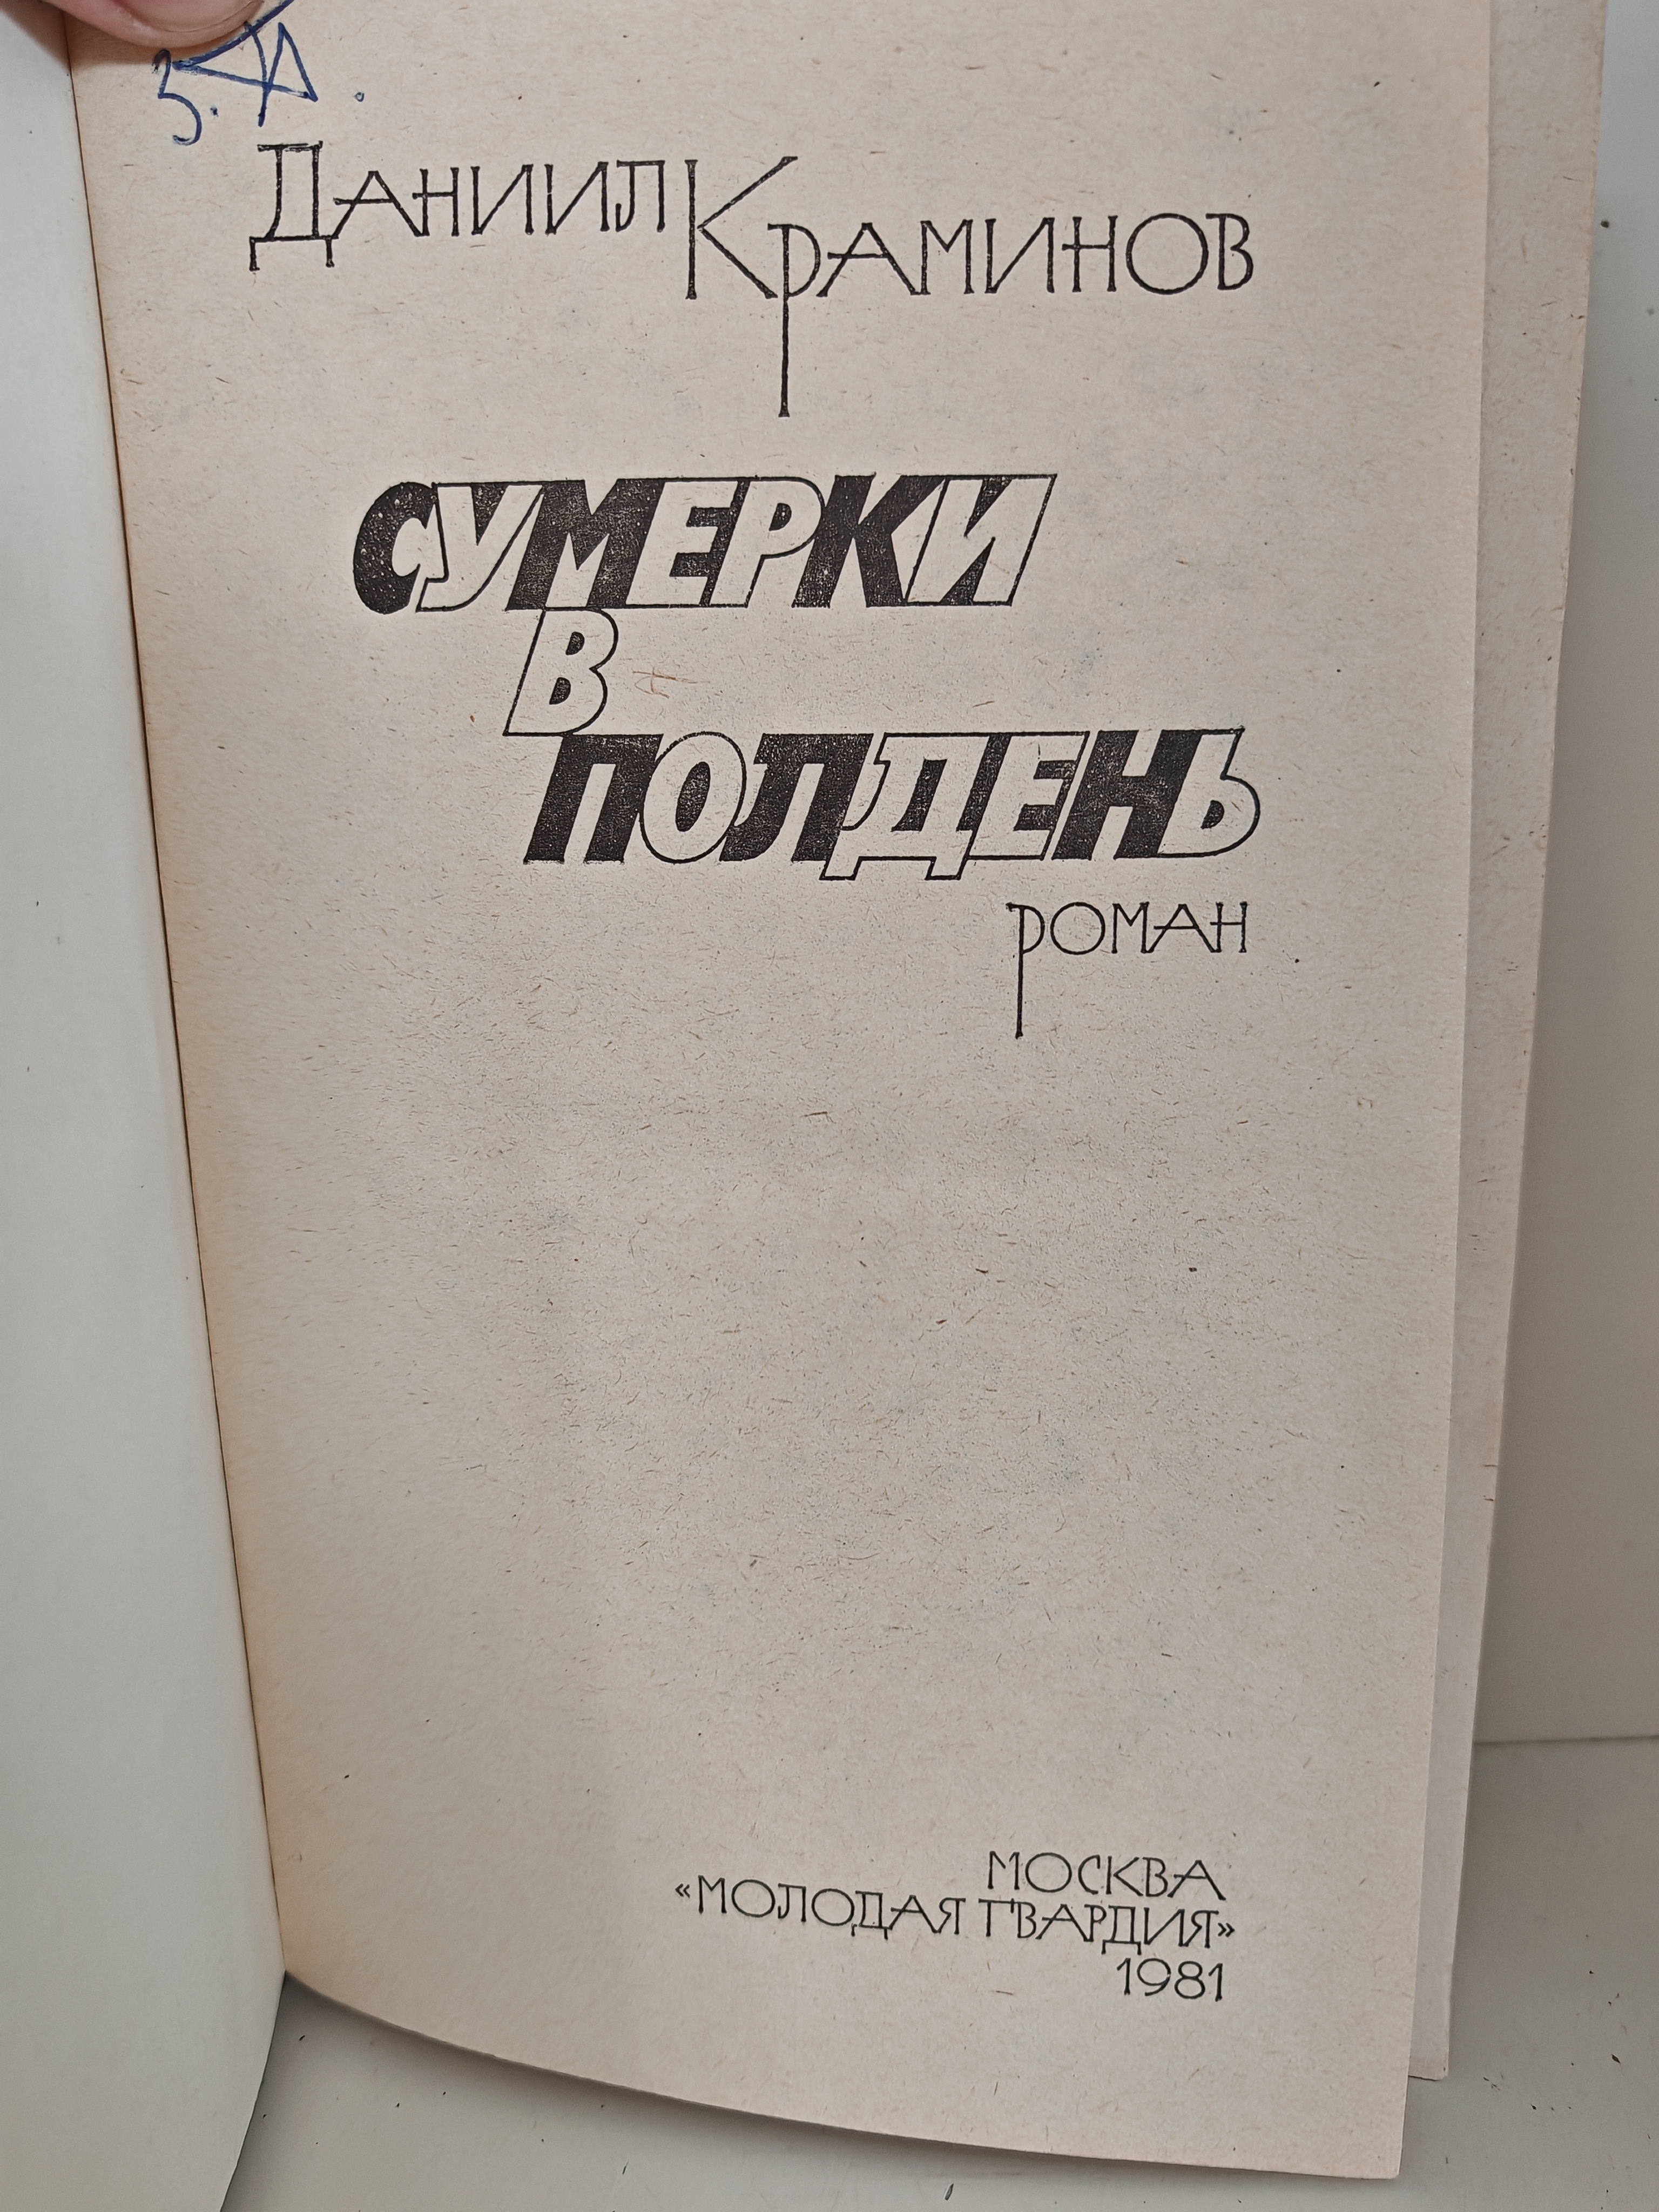 Даниил Краминов
СУМЕРКИ
В
ПОЛДЕНЬ
роман
МОСКВА
«МОЛОДАЯ ГВАРДИЯ»
1981